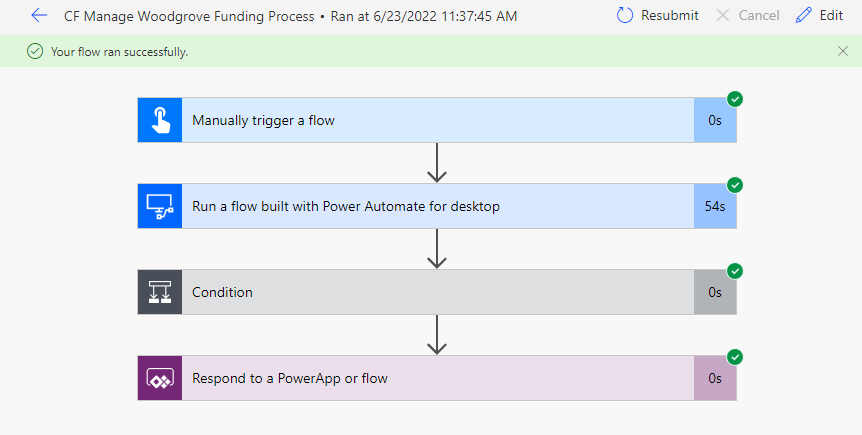 CF Manage Woodgrove Funding Process • Ran at 6/23/2022 11:37:45 AM Resubmit Cancel Edit
Your flow ran successfully.
Manually trigger a flow 0s
Run a flow built with Power Automate for desktop 54s
Condition 0s
Respond to a PowerApp or flow 0s